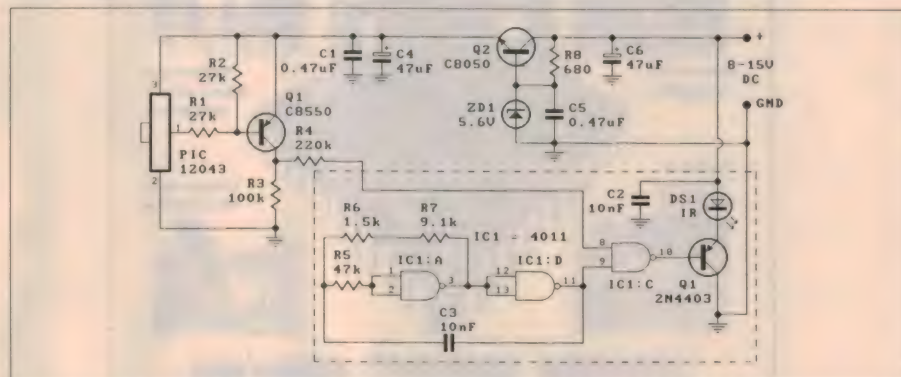 R2
27k
R1
27k
3
1
2
PIC
12043
Q1
C8550
R4
220k
R3
100k
C1
0.47uF
C4
47uF
Q2
C8050
R8
680
C6
47uF
+
8-15V
DC
GND
ZD1
5.6V
C5
0.47uF
R6
1.5k
R7
9.1k
IC1 - 4011
R5
47k
IC1:A
1
2
3
IC1:D
12
13
11
C3
10nF
C2
10nF
DS1
IR
8
9
10
IC1:C
Q1
2N4403